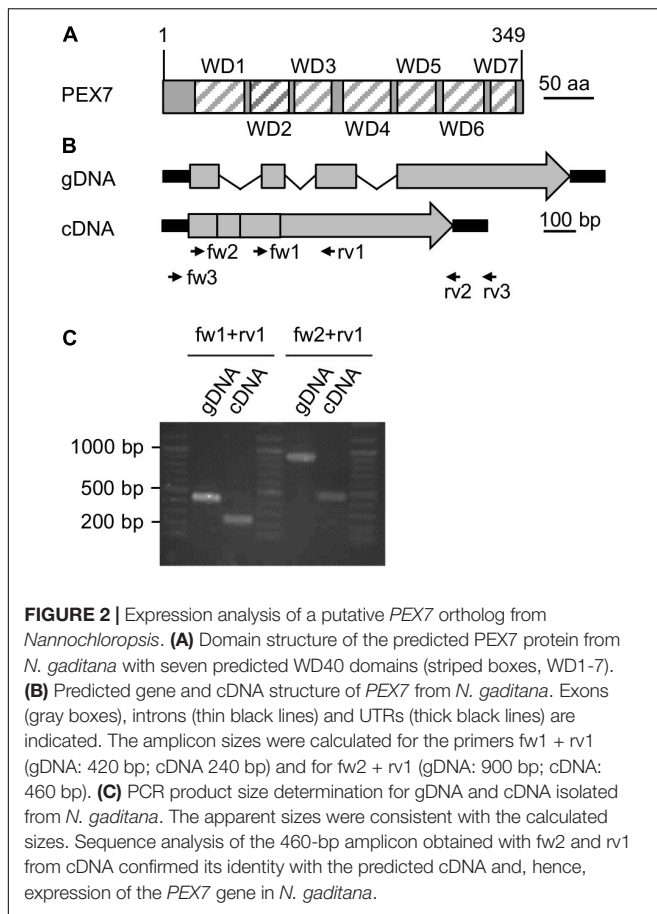 A
1 349
WD1 WD3 WD5 WD7
PEX7 50 aa
WD2 WD4 WD6
B
gDNA
cDNA 100 bp
fw2 fw1 rv1
fw3 rv2 rv3
C
fw1+rv1 fw2+rv1
gDNA cDNA gDNA cDNA
1000 bp
500 bp
200 bp
FIGURE 2 | Expression analysis of a putative PEX7 ortholog from
Nannochloropsis. (A) Domain structure of the predicted PEX7 protein from
N. gaditana with seven predicted WD40 domains (striped boxes, WD1-7).
(B) Predicted gene and cDNA structure of PEX7 from N. gaditana. Exons
(gray boxes), introns (thin black lines) and UTRs (thick black lines) are
indicated. The amplicon sizes were calculated for the primers fw1 + rv1
(gDNA: 420 bp; cDNA 240 bp) and for fw2 + rv1 (gDNA: 900 bp; cDNA:
460 bp). (C) PCR product size determination for gDNA and cDNA isolated
from N. gaditana. The apparent sizes were consistent with the calculated
sizes. Sequence analysis of the 460-bp amplicon obtained with fw2 and rv1
from cDNA confirmed its identity with the predicted cDNA and, hence,
expression of the PEX7 gene in N. gaditana.